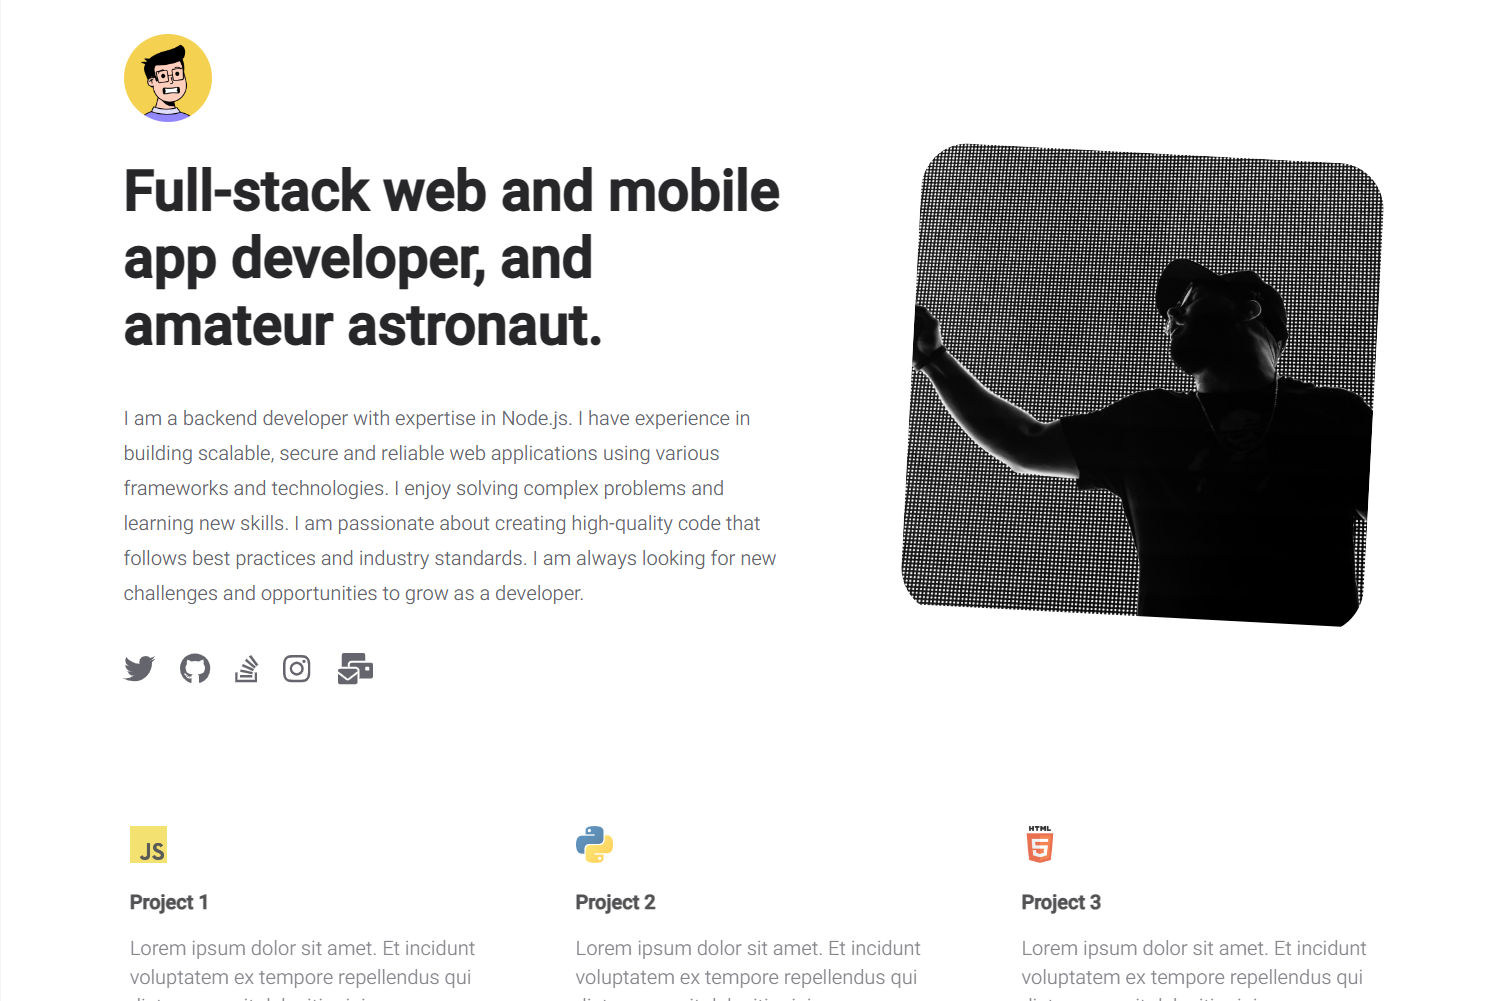 Full-stack web and mobile
app developer, and
amateur astronaut.
I am a backend developer with expertise in Node.js. I have experience in
building scalable, secure and reliable web applications using various
frameworks and technologies. I enjoy solving complex problems and
learning new skills. I am passionate about creating high-quality code that
follows best practices and industry standards. I am always looking for new
challenges and opportunities to grow as a developer.
JS
Project 1
Lorem ipsum dolor sit amet. Et incidunt
voluptatem ex tempore repellendus qui
Project 2
Lorem ipsum dolor sit amet. Et incidunt
voluptatem ex tempore repellendus qui
HTML
5
Project 3
Lorem ipsum dolor sit amet. Et incidunt
voluptatem ex tempore repellendus qui